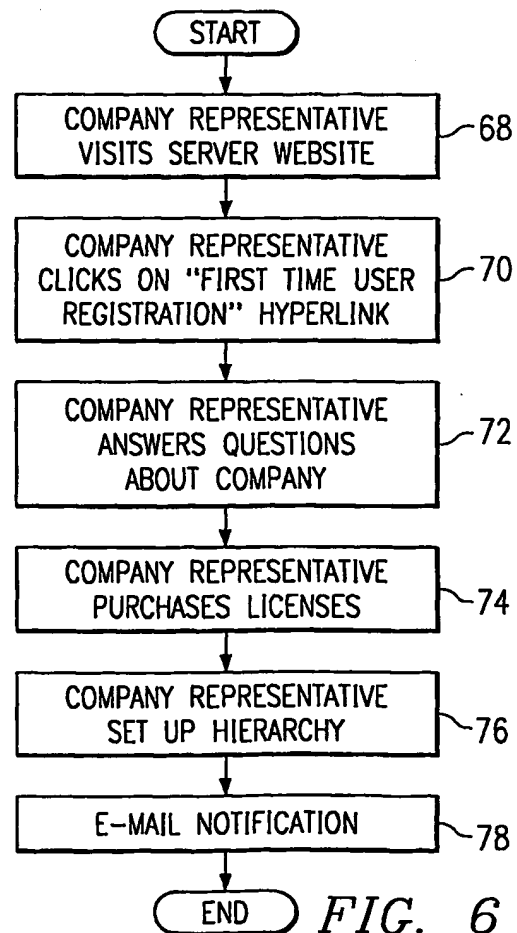 START
COMPANY REPRESENTATIVE
VISITS SERVER WEBSITE
68
COMPANY REPRESENTATIVE
CLICKS ON "FIRST TIME USER
REGISTRATION" HYPERLINK
70
COMPANY REPRESENTATIVE
ANSWERS QUESTIONS
ABOUT COMPANY
72
COMPANY REPRESENTATIVE
PURCHASES LICENSES
74
COMPANY REPRESENTATIVE
SET UP HIERARCHY
76
E-MAIL NOTIFICATION
78
END
FIG. 6